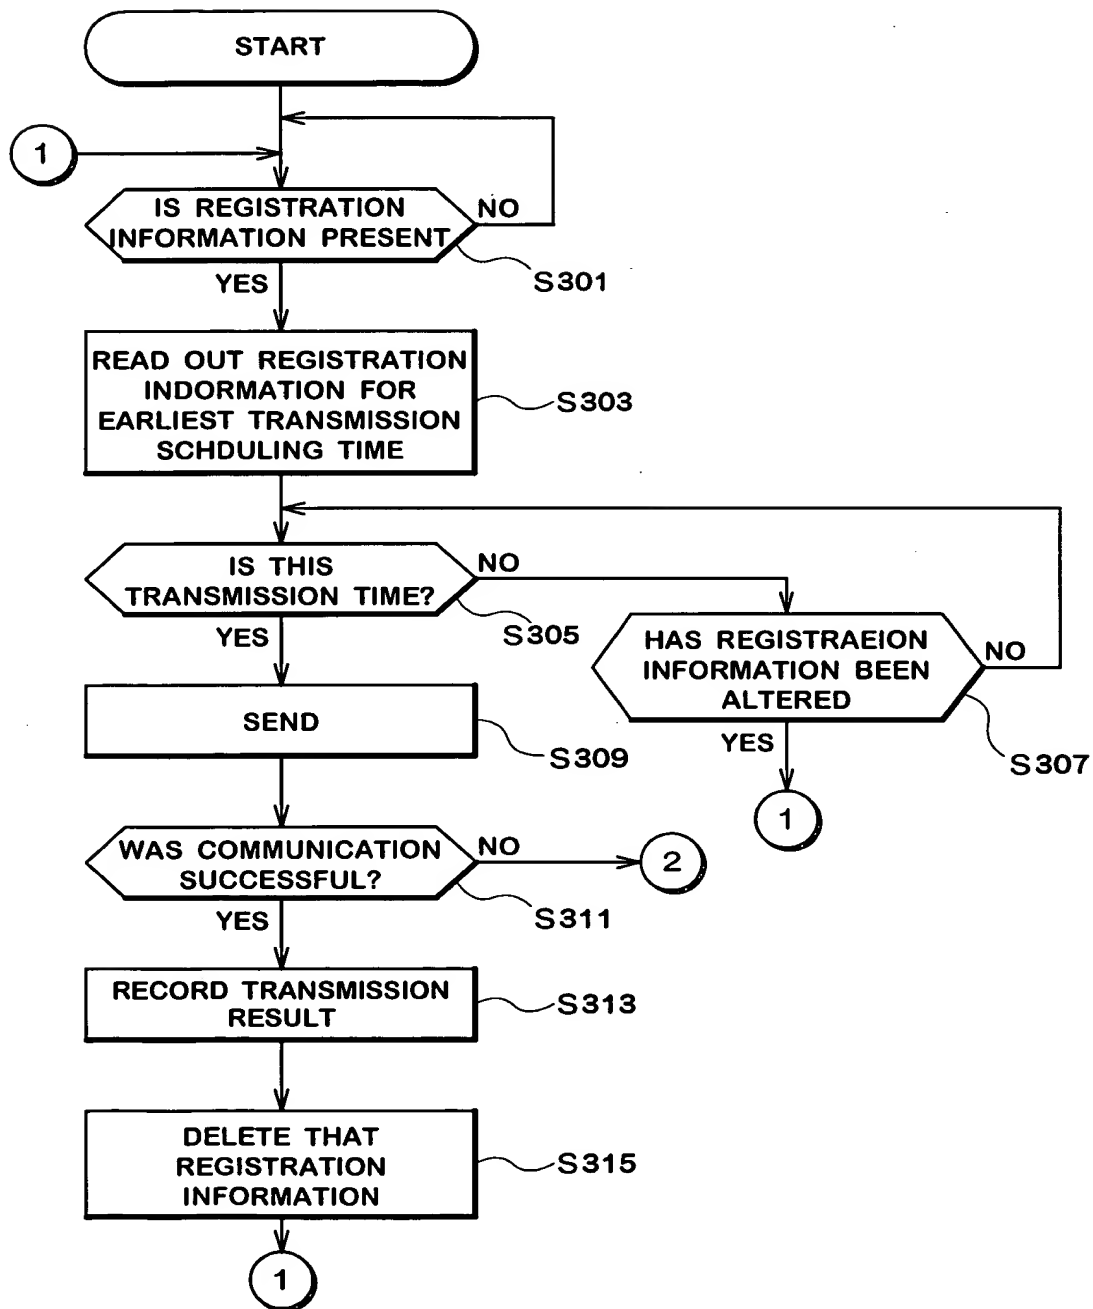 START
1
IS REGISTRATION
INFORMATION PRESENT
NO
S301
YES
READ OUT REGISTRATION
INDORMATION FOR
EARLIEST TRANSMISSION
SCHDULING TIME
S303
IS THIS
TRANSMISSION TIME?
NO
S305
YES
HAS REGISTRAEION
INFORMATION BEEN
ALTERED
NO
S307
YES
1
SEND
S309
WAS COMMUNICATION
SUCCESSFUL?
NO
2
S311
YES
RECORD TRANSMISSION
RESULT
S313
DELETE THAT
REGISTRATION
INFORMATION
S315
1